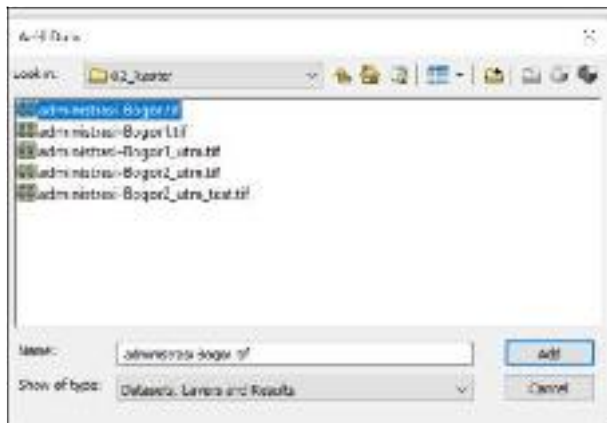 Add Data
Look in: 02_Raster
administrasi-Bogor.tif
administrasi-Bogor1.tif
administrasi-Bogor1_utm.tif
administrasi-Bogor2_utm.tif
administrasi-Bogor2_utm_test.tif
Name: administrasi-Bogor.tif
Add
Show of type: Datasets, Layers and Results
Cancel